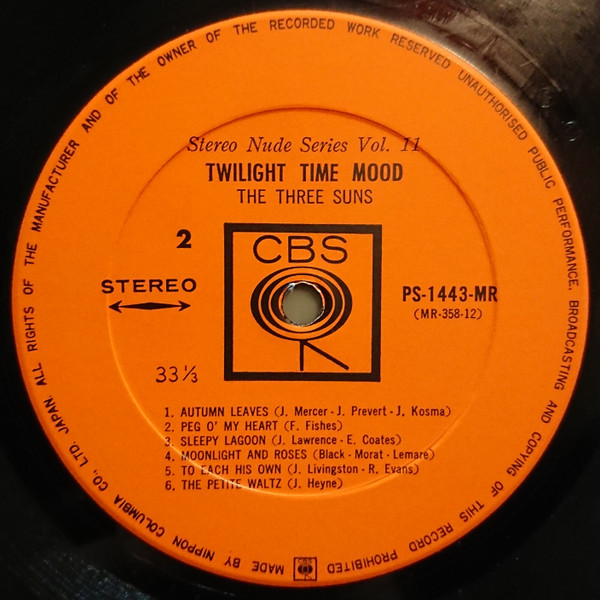 MADE BY NIPPON COLUMBIA CO., LTD. JAPAN. ALL RIGHTS OF THE MANUFACTURER AND OF THE OWNER OF THE RECORDED WORK RESERVED UNAUTHORISED PUBLIC PERFORMANCE, BROADCASTING AND COPYING OF THIS RECORD PROHIBITED
Stereo Nude Series Vol. 11
TWILIGHT TIME MOOD
THE THREE SUNS
2
CBS
STEREO
PS-1443-MR
(MR-358-12)
33 1/3
1. AUTUMN LEAVES (J. Mercer - J. Prevert - J. Kosma)
2. PEG O' MY HEART (F. Fishes)
3. SLEEPY LAGOON (J. Lawrence - E. Coates)
4. MOONLIGHT AND ROSES (Black - Morat - Lemare)
5. TO EACH HIS OWN (J. Livingston - R. Evans)
6. THE PETITE WALTZ (J. Heyne)